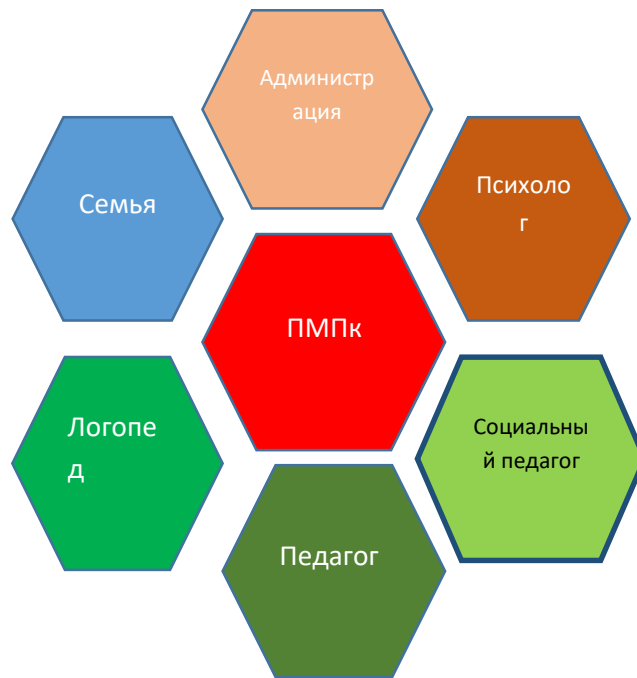 Администр
ация
Семья
Психоло
г
ПМПк
Логопе
д
Социальны
й педагог
Педагог